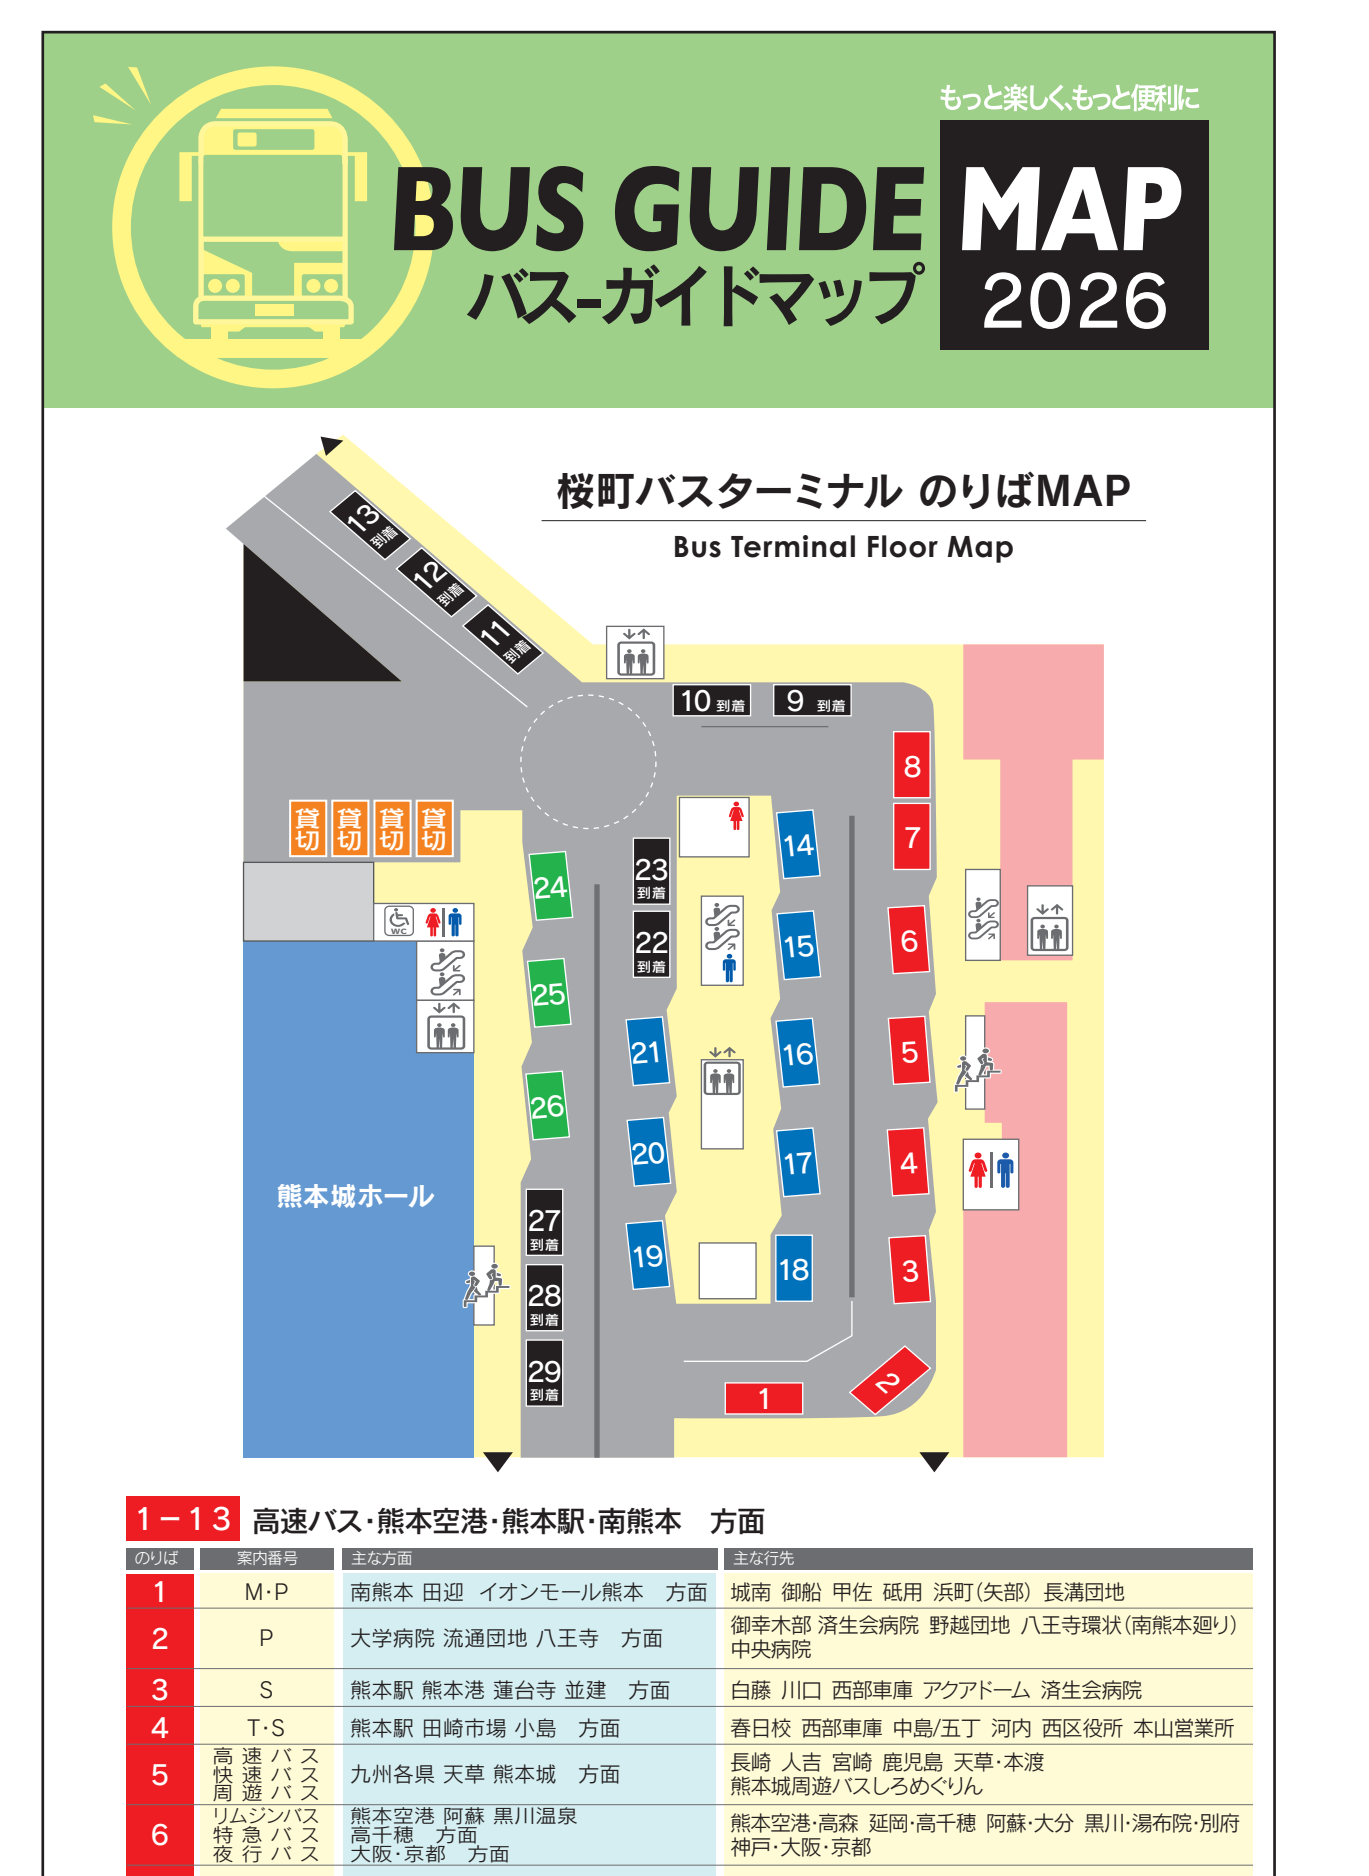 もっと楽しく、もっと便利に
BUS GUIDE MAP
バス-ガイドマップ 2026
桜町バスターミナル のりばMAP
Bus Terminal Floor Map
13 到着
12 到着
11 到着
10 到着
9 到着
8
7
貸切 貸切 貸切 貸切
14
23 到着
24
WC
22 到着
15
6
25
21
16
5
26
20
17
4
熊本城ホール
27 到着
19
18
3
28 到着
29 到着
2
1
1-13 高速バス・熊本空港・熊本駅・南熊本 方面
のりば 案内番号 主な方面 主な行先
1 M・P 南熊本 田迎 イオンモール熊本 方面 城南 御船 甲佐 砥用 浜町(矢部) 長溝団地
2 P 大学病院 流通団地 八王寺 方面 御幸木部 済生会病院 野越団地 八王寺環状(南熊本廻り)
中央病院
3 S 熊本駅 熊本港 蓮台寺 並建 方面 白藤 川口 西部車庫 アクアドーム 済生会病院
4 T・S 熊本駅 田崎市場 小島 方面 春日校 西部車庫 中島/五丁 河内 西区役所 本山営業所
5 高速バス
快速バス
周遊バス
九州各県 天草 熊本城 方面
長崎 人吉 宮崎 鹿児島 天草・本渡
熊本城周遊バスしろめぐりん
6 リムジンバス
特急バス
夜行バス
熊本空港 阿蘇 黒川温泉
高千穂 方面
大阪・京都 方面
熊本空港・高森 延岡・高千穂 阿蘇・大分 黒川・湯布院・別府
神戸・大阪・京都